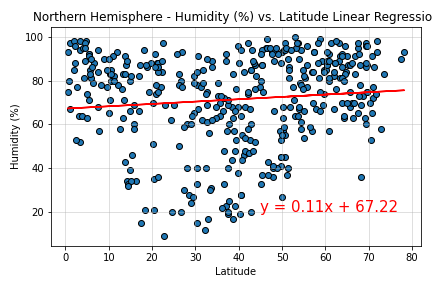 Northern Hemisphere - Humidity (%) vs. Latitude Linear Regressio
100
80
60
40
20
Humidity (%)
y = 0.11x + 67.22
0 10 20 30 40 50 60 70 80
Latitude